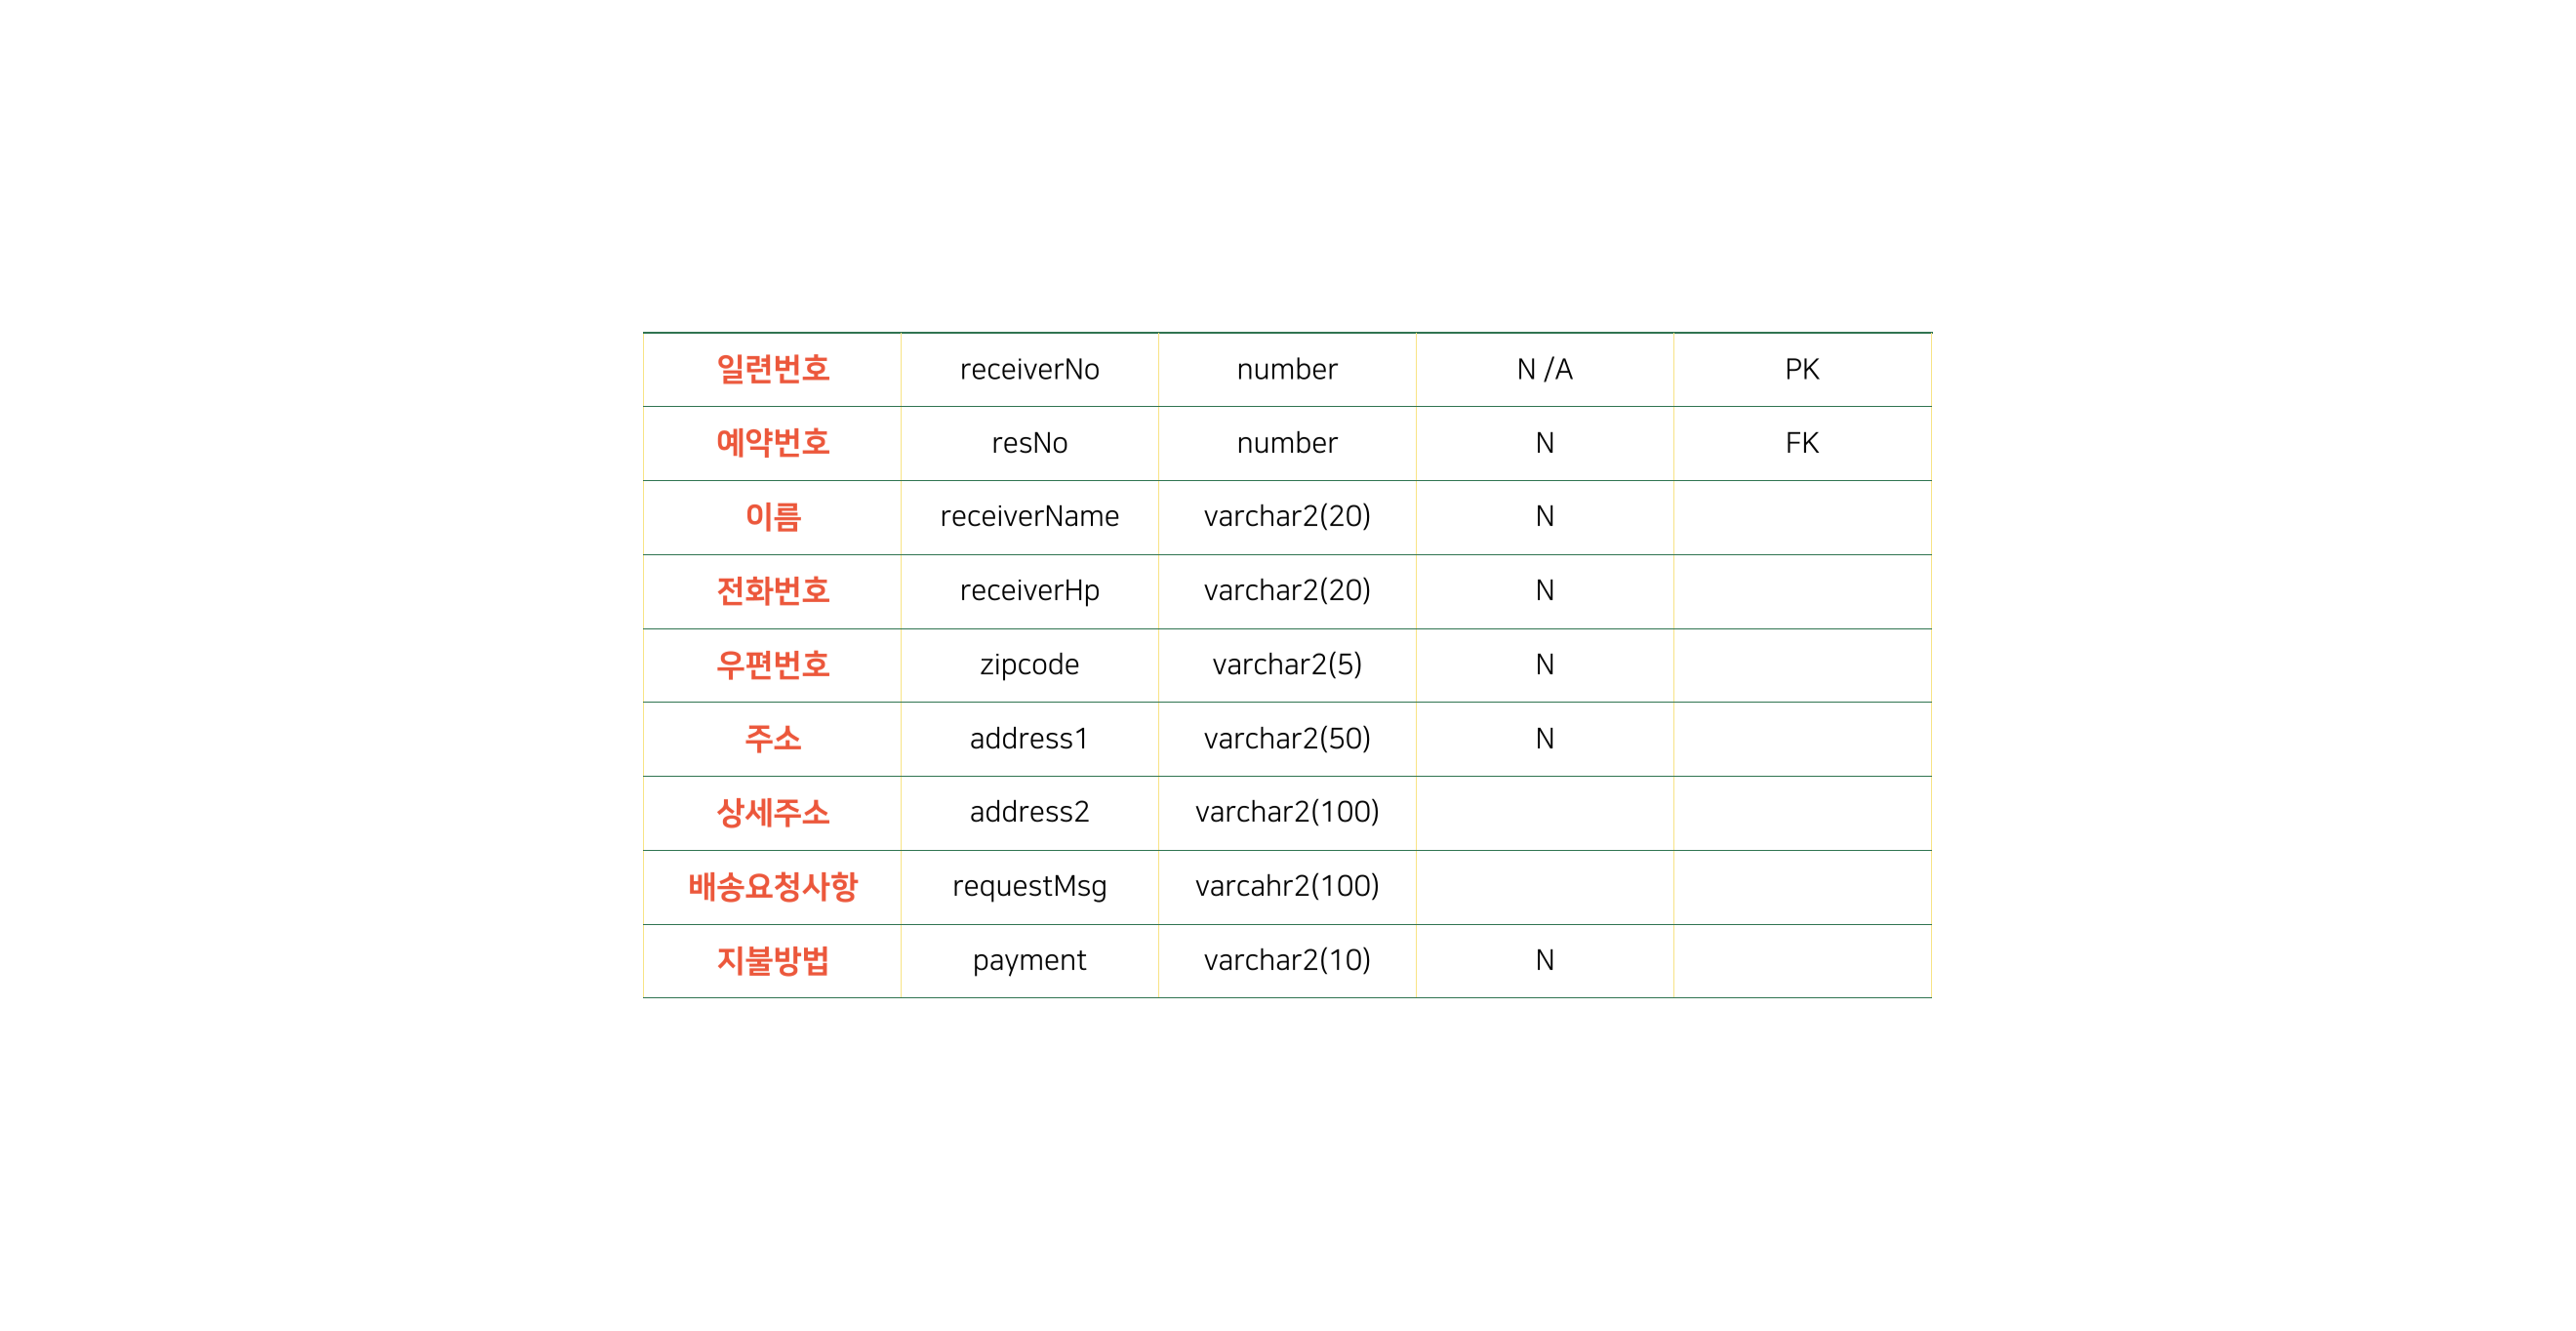 일련번호 receiverNo number N /A PK
예약번호 resNo number N FK
이름 receiverName varchar2(20) N
전화번호 receiverHp varchar2(20) N
우편번호 zipcode varchar2(5) N
주소 address1 varchar2(50) N
상세주소 address2 varchar2(100)
배송요청사항 requestMsg varcahr2(100)
지불방법 payment varchar2(10) N